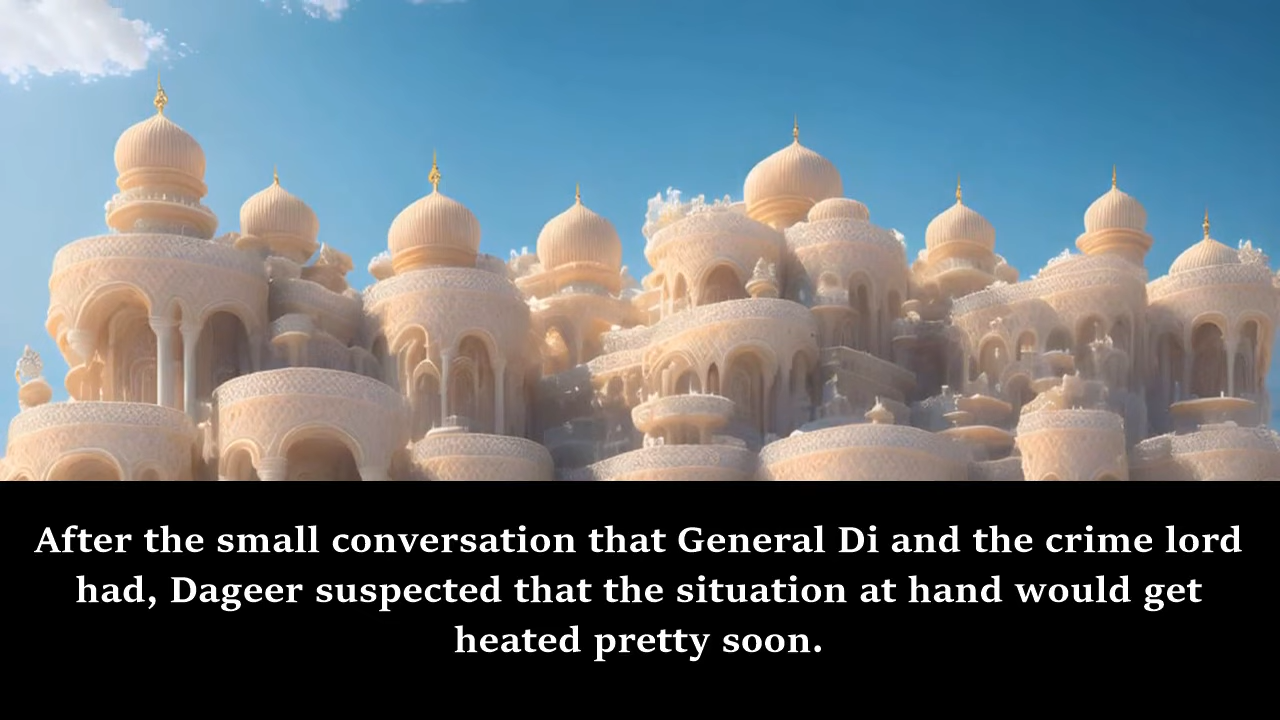 After the small conversation that General Di and the crime lord
had, Dageer suspected that the situation at hand would get
heated pretty soon.